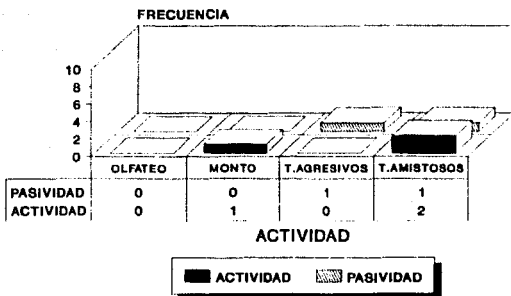 FRECUENCIA
10
8
6
4
2
0
OLFATEO MONTO T.AGRESIVOS T.AMISTOSOS
PASIVIDAD 0 0 1 1
ACTIVIDAD 0 1 0 2
ACTIVIDAD
ACTIVIDAD PASIVIDAD